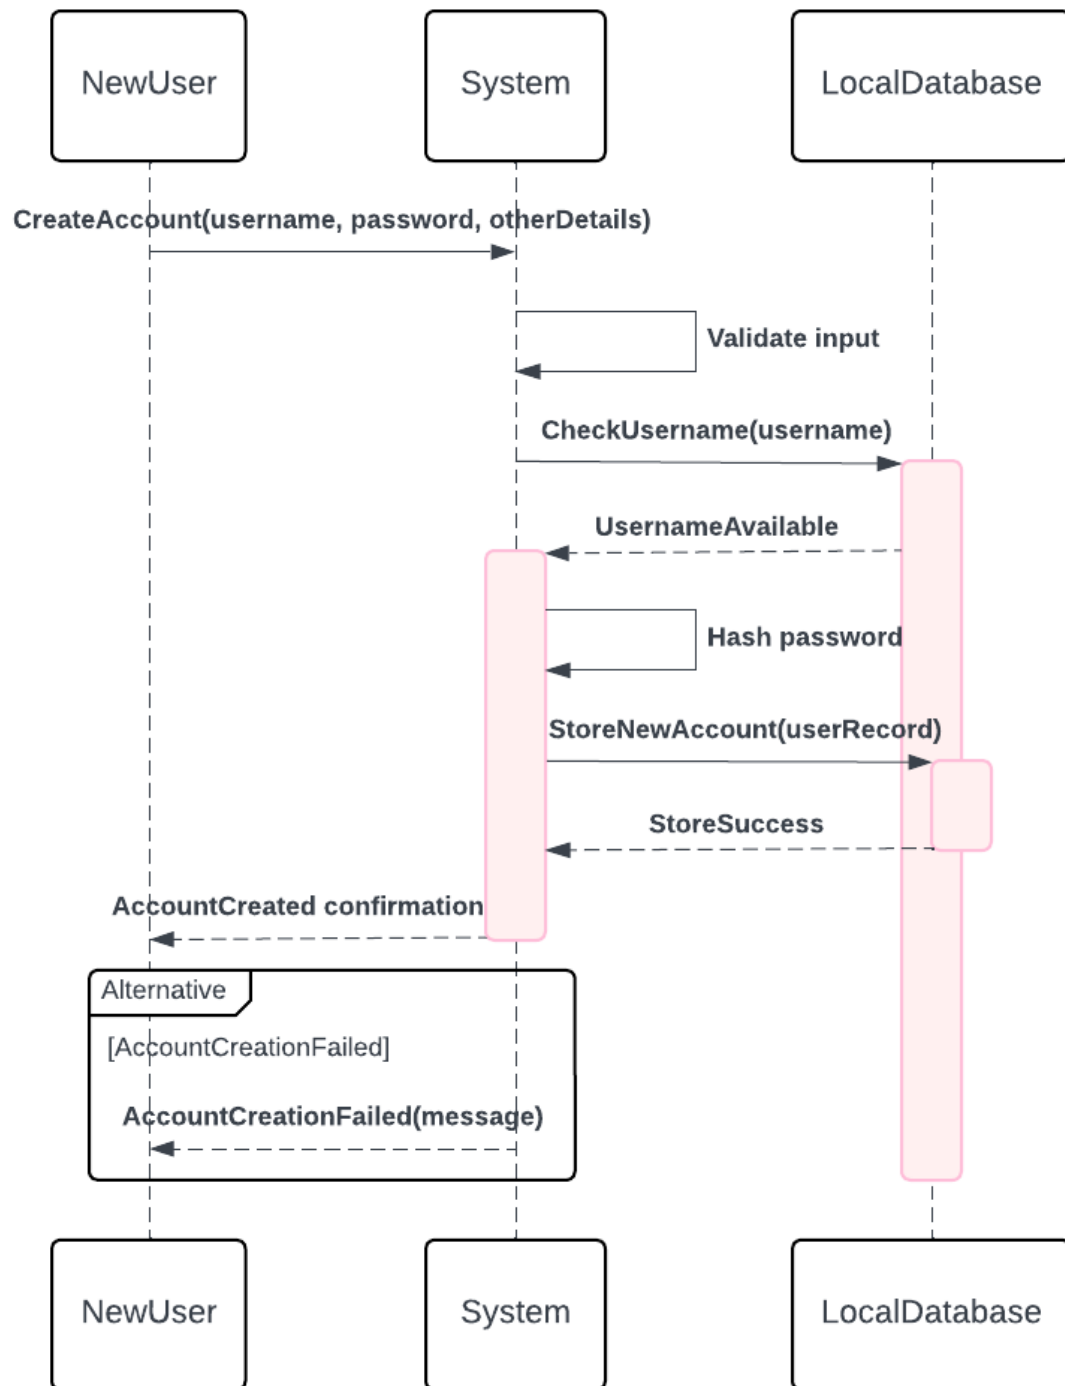 NewUser
System
LocalDatabase
CreateAccount(username, password, otherDetails)
Validate input
CheckUsername(username)
UsernameAvailable
Hash password
StoreNewAccount(userRecord)
StoreSuccess
AccountCreated confirmation
Alternative
[AccountCreationFailed]
AccountCreationFailed(message)
NewUser
System
LocalDatabase